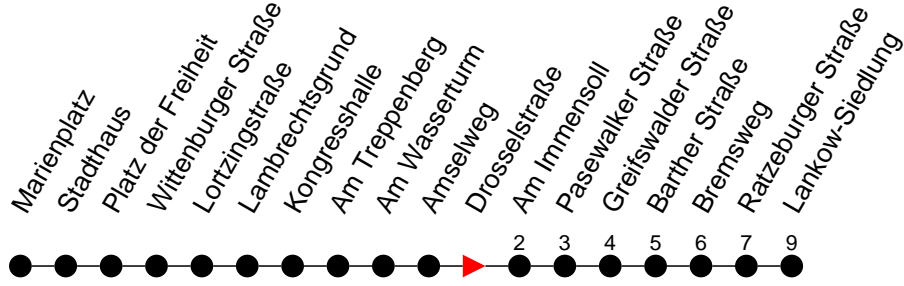 Marienplatz
Stadthaus
Platz der Freiheit
Wittenburger Straße
Lortzingstraße
Lambrechtsgrund
Kongresshalle
Am Treppenberg
Am Wasserturm
Amselweg
Drosselstraße
Am Immensoll
Pasewalker Straße
Greifswalder Straße
Barther Straße
Bremsweg
Ratzeburger Straße
Lankow-Siedlung
2 3 4 5 6 7 9